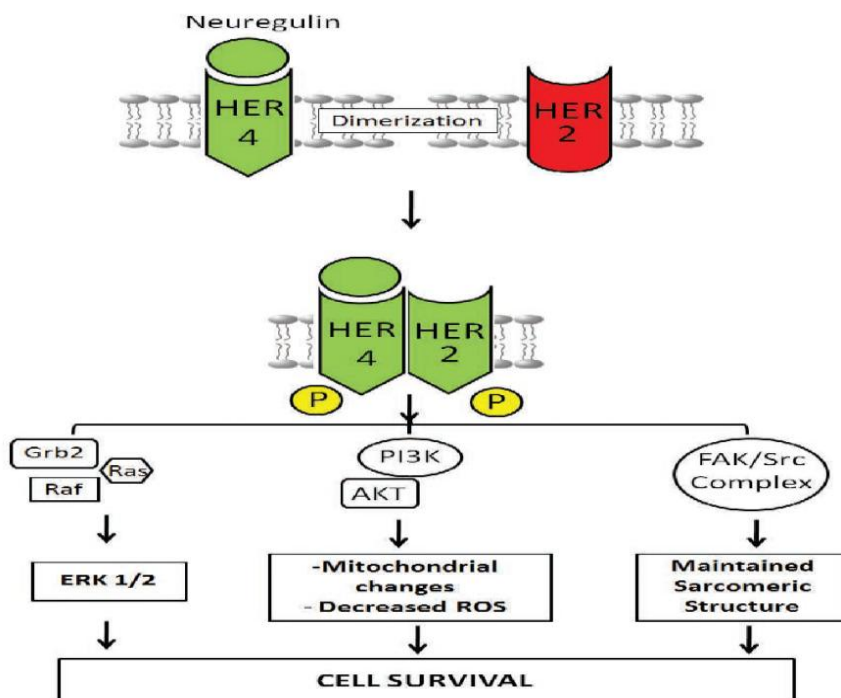 Neuregulin
HER
4
Dimerization
HER
2
HER
4
HER
2
P
P
Grb2
Ras
Raf
PI3K
AKT
FAK/Src
Complex
ERK 1/2
-Mitochondrial
changes
- Decreased ROS
Maintained
Sarcomeric
Structure
CELL SURVIVAL